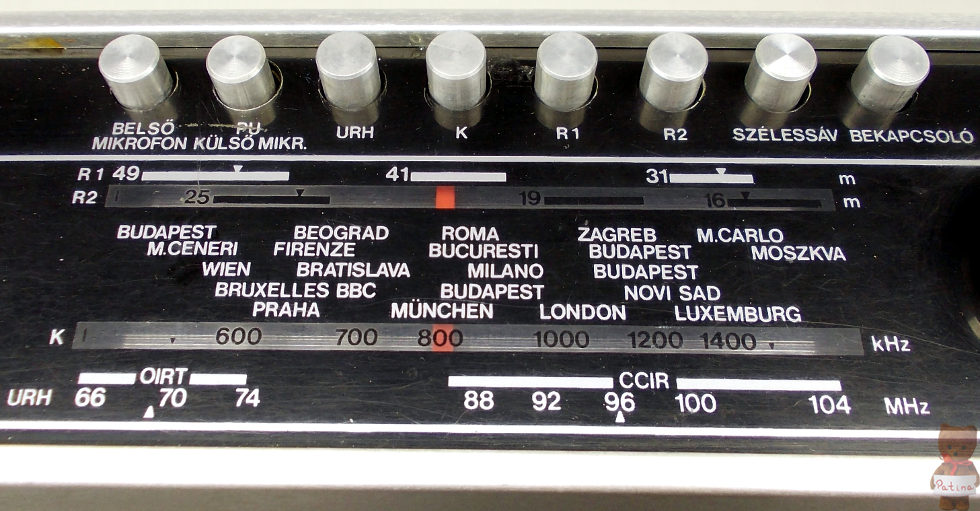 BELSŐ MIKROFON
PU KÜLSŐ MIKR.
URH
K
R1
R2
SZÉLESSÁV
BEKAPCSOLÓ
R1 49 41 31 m
R2 25 19 16 m
BUDAPEST BEOGRAD ROMA ZAGREB M.CARLO
M.CENERI FIRENZE BUCURESTI BUDAPEST MOSZKVA
WIEN BRATISLAVA MILANO BUDAPEST
BRUXELLES BBC BUDAPEST NOVI SAD
PRAHA MÜNCHEN LONDON LUXEMBURG
K 600 700 800 1000 1200 1400 kHz
OIRT CCIR
URH 66 70 74 88 92 96 100 104 MHz
Patina